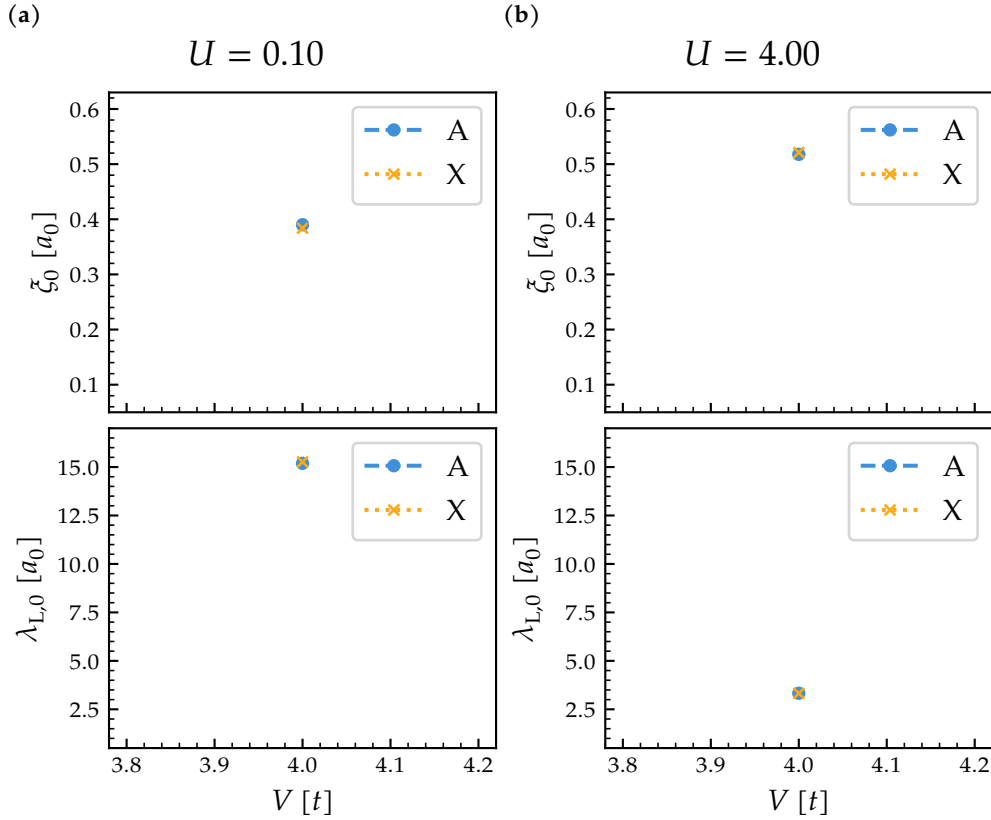 (a)
U = 0.10
0.6
0.5
0.4
0.3
0.2
0.1
ξ0 [a0]
A
X
15.0
12.5
10.0
7.5
5.0
2.5
λL,0 [a0]
A
X
3.8 3.9 4.0 4.1 4.2
V [t]
(b)
U = 4.00
0.6
0.5
0.4
0.3
0.2
0.1
ξ0 [a0]
A
X
15.0
12.5
10.0
7.5
5.0
2.5
λL,0 [a0]
A
X
3.8 3.9 4.0 4.1 4.2
V [t]